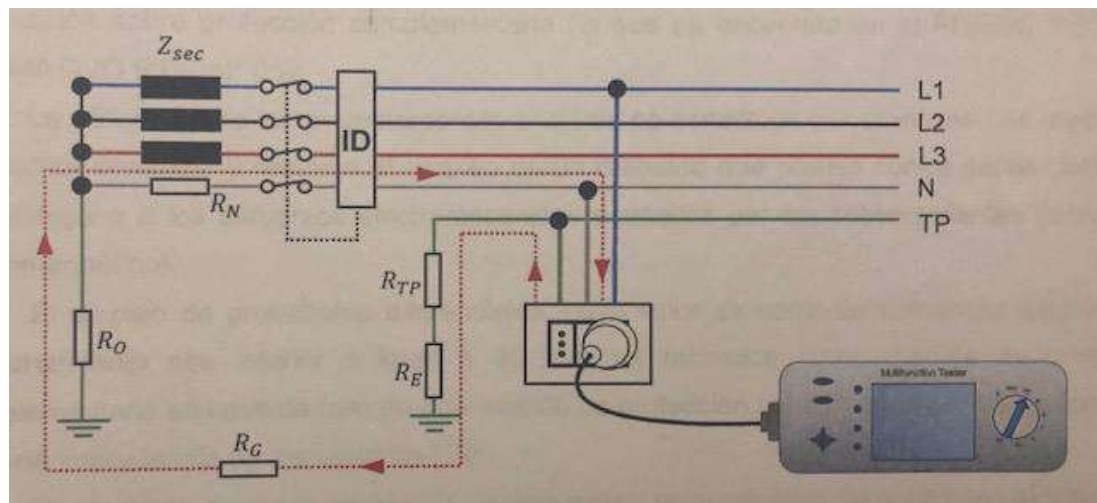 Z_sec
L1
L2
L3
N
TP
ID
R_N
R_TP
R_O
R_E
R_G
Multifunction Tester